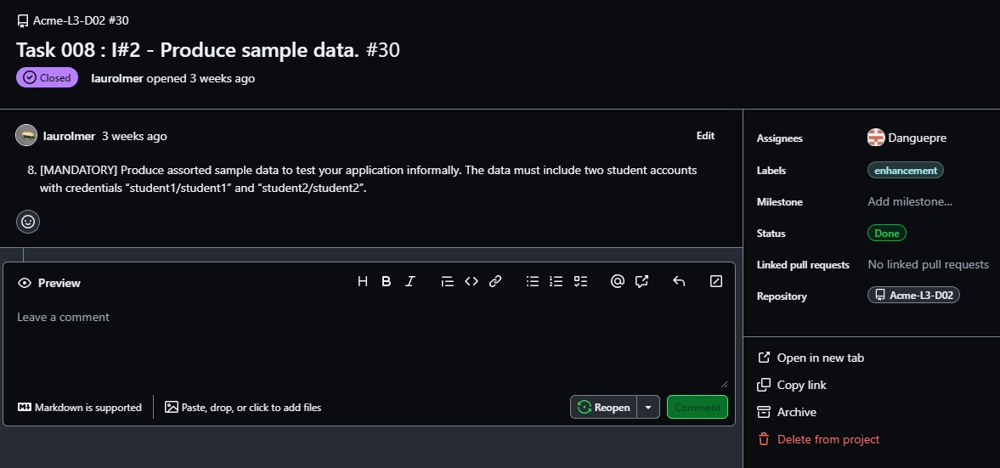 Acme-L3-D02 #30
Task 008 : I#2 - Produce sample data. #30
Closed
laurolmer opened 3 weeks ago
laurolmer 3 weeks ago
Edit
8. [MANDATORY] Produce assorted sample data to test your application informally. The data must include two student accounts
with credentials “student1/student1” and “student2/student2”.
Preview
Leave a comment
Markdown is supported
Paste, drop, or click to add files
Reopen
Comment
Assignees
Danguepre
Labels
enhancement
Milestone
Add milestone...
Status
Done
Linked pull requests
No linked pull requests
Repository
Acme-L3-D02
Open in new tab
Copy link
Archive
Delete from project